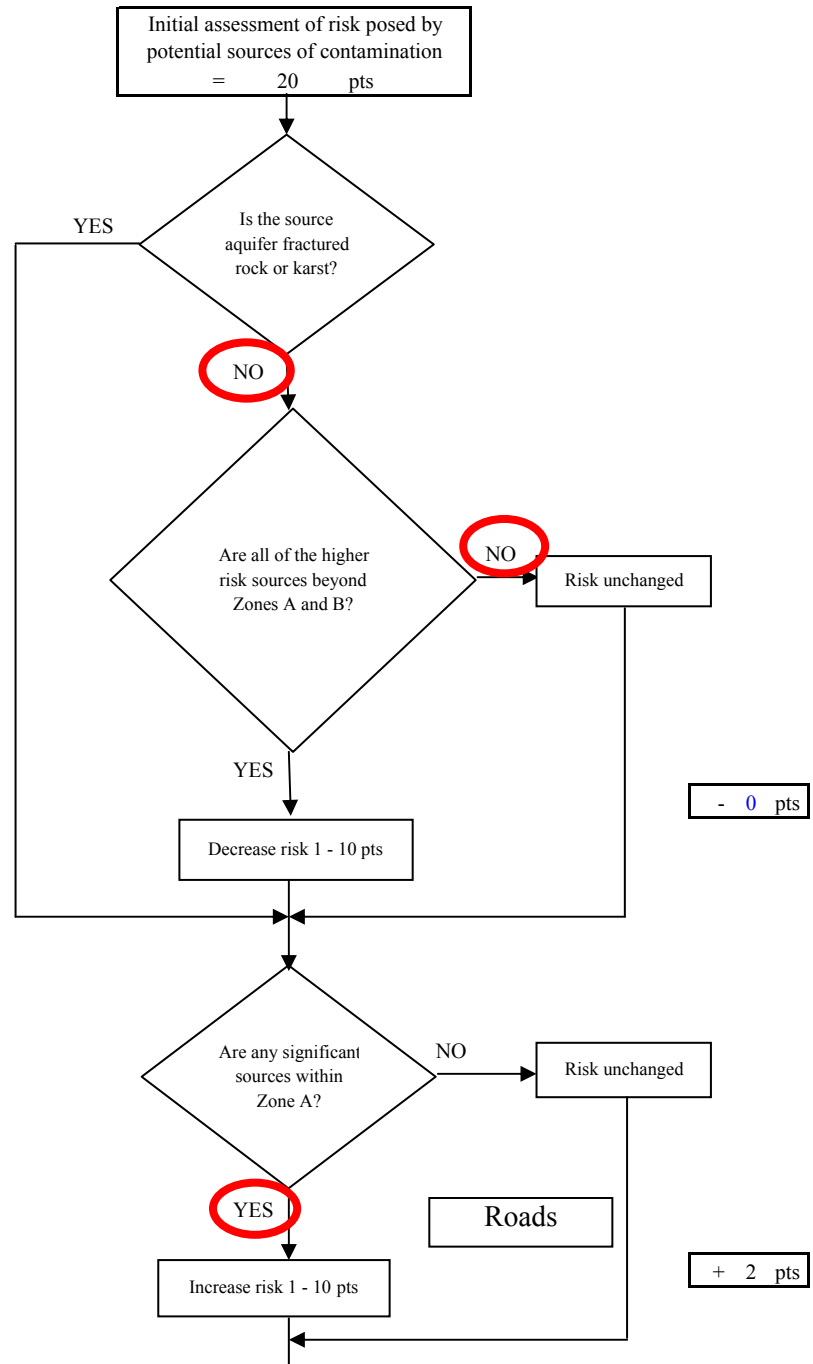 Initial assessment of risk posed by
potential sources of contamination
= 20 pts
YES
Is the source
aquifer fractured
rock or karst?
NO
Are all of the higher
risk sources beyond
Zones A and B?
NO
Risk unchanged
YES
- 0 pts
Decrease risk 1 - 10 pts
Are any significant
sources within
Zone A?
NO
Risk unchanged
YES
Roads
+ 2 pts
Increase risk 1 - 10 pts